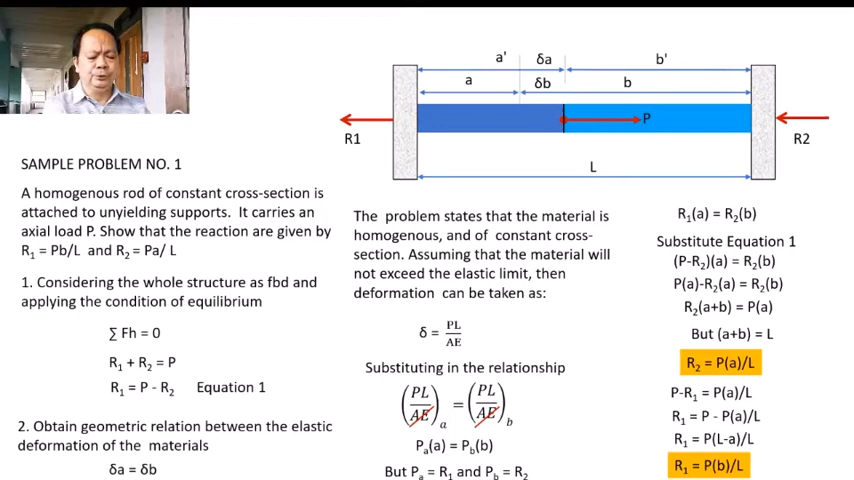 a'
δa
b'
a
δb
b
P
R1
R2
L
SAMPLE PROBLEM NO. 1
A homogenous rod of constant cross-section is
attached to unyielding supports. It carries an
axial load P. Show that the reaction are given by
R₁ = Pb/L and R₂ = Pa/ L
1. Considering the whole structure as fbd and
applying the condition of equilibrium
∑ Fh = 0
R₁ + R₂ = P
R₁ = P - R₂ Equation 1
2. Obtain geometric relation between the elastic
deformation of the materials
δa = δb
The problem states that the material is
homogenous, and of constant cross-
section. Assuming that the material will
not exceed the elastic limit, then
deformation can be taken as:
δ = PL/AE
Substituting in the relationship
(PL/AE)a = (PL/AE)b
Pₐ(a) = P_b(b)
But Pₐ = R₁ and P_b = R₂
R₁(a) = R₂(b)
Substitute Equation 1
(P-R₂)(a) = R₂(b)
P(a)-R₂(a) = R₂(b)
R₂(a+b) = P(a)
But (a+b) = L
R₂ = P(a)/L
P-R₁ = P(a)/L
R₁ = P - P(a)/L
R₁ = P(L-a)/L
R₁ = P(b)/L